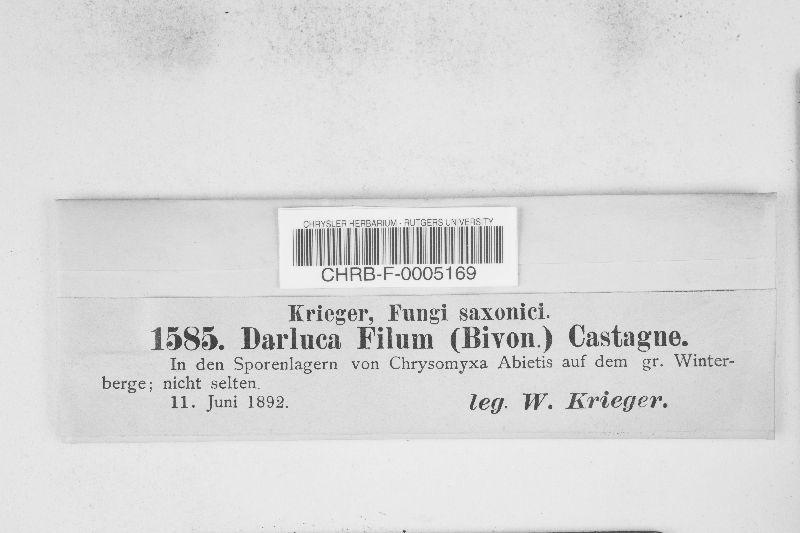 CHRYSLER HERBARIUM - RUTGERS UNIVERSITY
CHRB-F-0005169
Krieger, Fungi saxonici.
1585. Darluca Filum (Bivon.) Castagne.
In den Sporenlagern von Chrysomyxa Abietis auf dem gr. Winter-
berge; nicht selten.
11. Juni 1892. leg. W. Krieger.